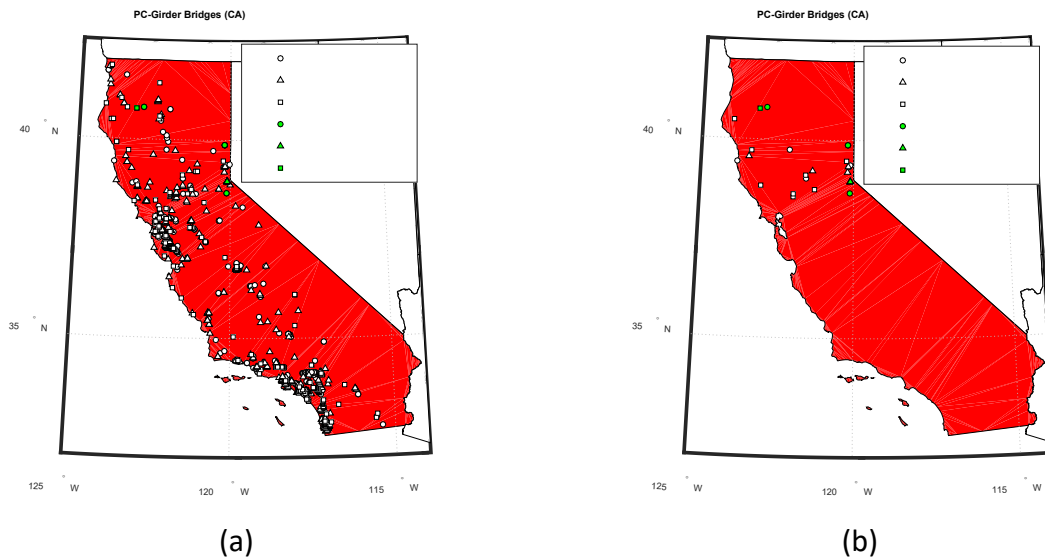 PC-Girder Bridges (CA)
40 ° N
35 ° N
125 ° W
120 ° W
115 ° W
(a)
PC-Girder Bridges (CA)
40 ° N
35 ° N
125 ° W
120 ° W
115 ° W
(b)